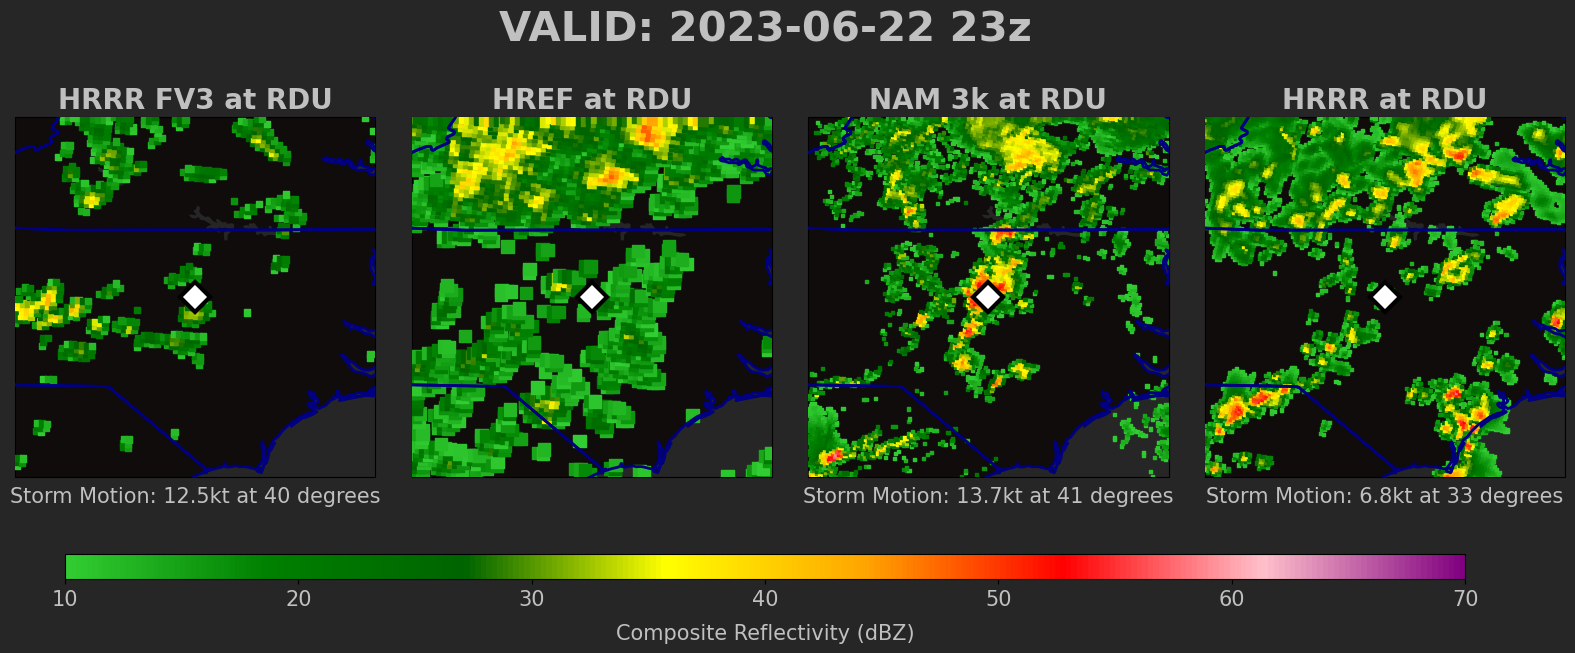 VALID: 2023-06-22 23z
HRRR FV3 at RDU
HREF at RDU
NAM 3k at RDU
HRRR at RDU
Storm Motion: 12.5kt at 40 degrees
Storm Motion: 13.7kt at 41 degrees
Storm Motion: 6.8kt at 33 degrees
10 20 30 40 50 60 70
Composite Reflectivity (dBZ)